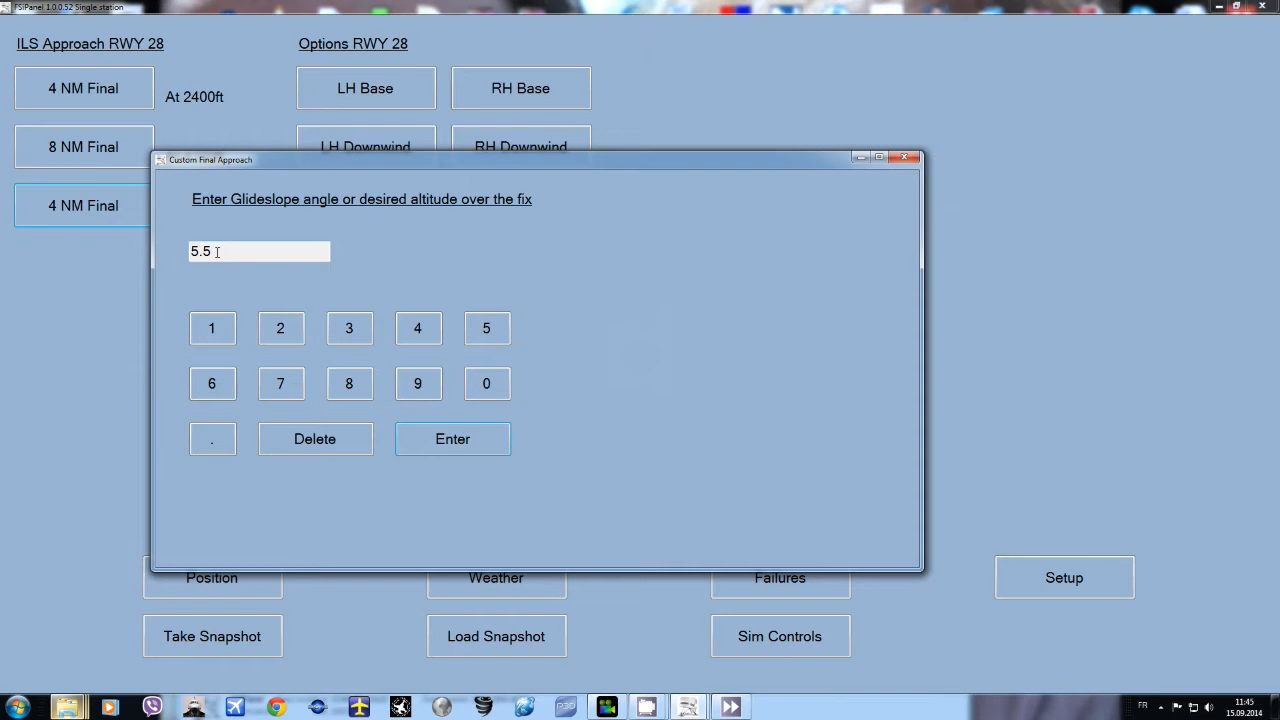 FSiPanel 1.0.0.52 Single station
ILS Approach RWY 28
Options RWY 28
4 NM Final
At 2400ft
LH Base
RH Base
8 NM Final
LH Downwind
RH Downwind
Custom Final Approach
4 NM Final
Enter Glideslope angle or desired altitude over the fix
5.5
1
2
3
4
5
6
7
8
9
0
.
Delete
Enter
Position
Weather
Failures
Setup
Take Snapshot
Load Snapshot
Sim Controls
P3D
FR
11:45
15.09.2014